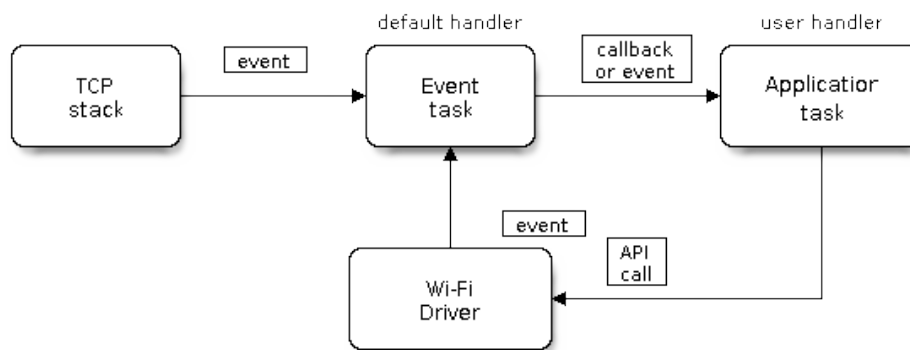 default handler
user handler
event
callback
or event
TCP
stack
Event
task
Application
task
event
API
call
Wi-Fi
Driver